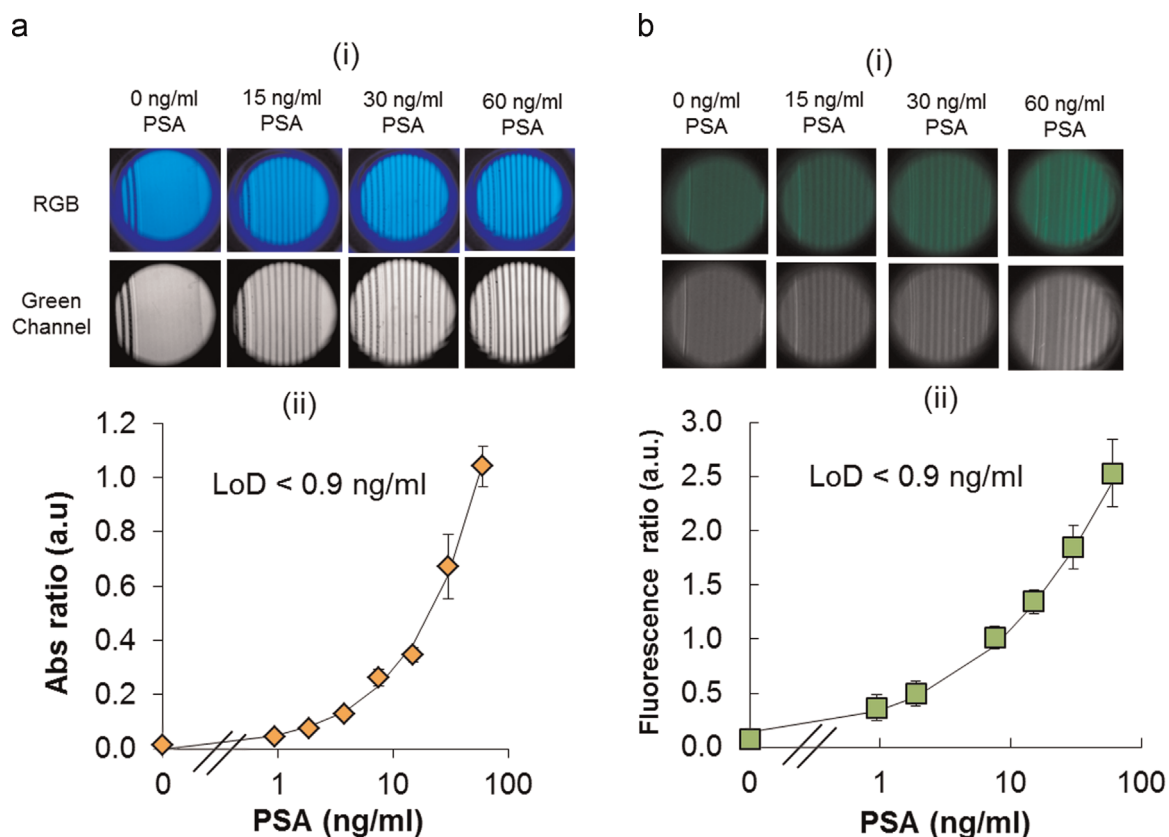 a
(i)
0 ng/ml 15 ng/ml 30 ng/ml 60 ng/ml
PSA PSA PSA PSA
RGB
Green
Channel
(ii)
1.2
1.0
0.8
0.6
0.4
0.2
0.0
LoD < 0.9 ng/ml
Abs ratio (a.u)
0 1 10 100
PSA (ng/ml)
b
(i)
0 ng/ml 15 ng/ml 30 ng/ml 60 ng/ml
PSA PSA PSA PSA
(ii)
3.0
2.5
2.0
1.5
1.0
0.5
0.0
LoD < 0.9 ng/ml
Fluorescence ratio (a.u.)
0 1 10 100
PSA (ng/ml)